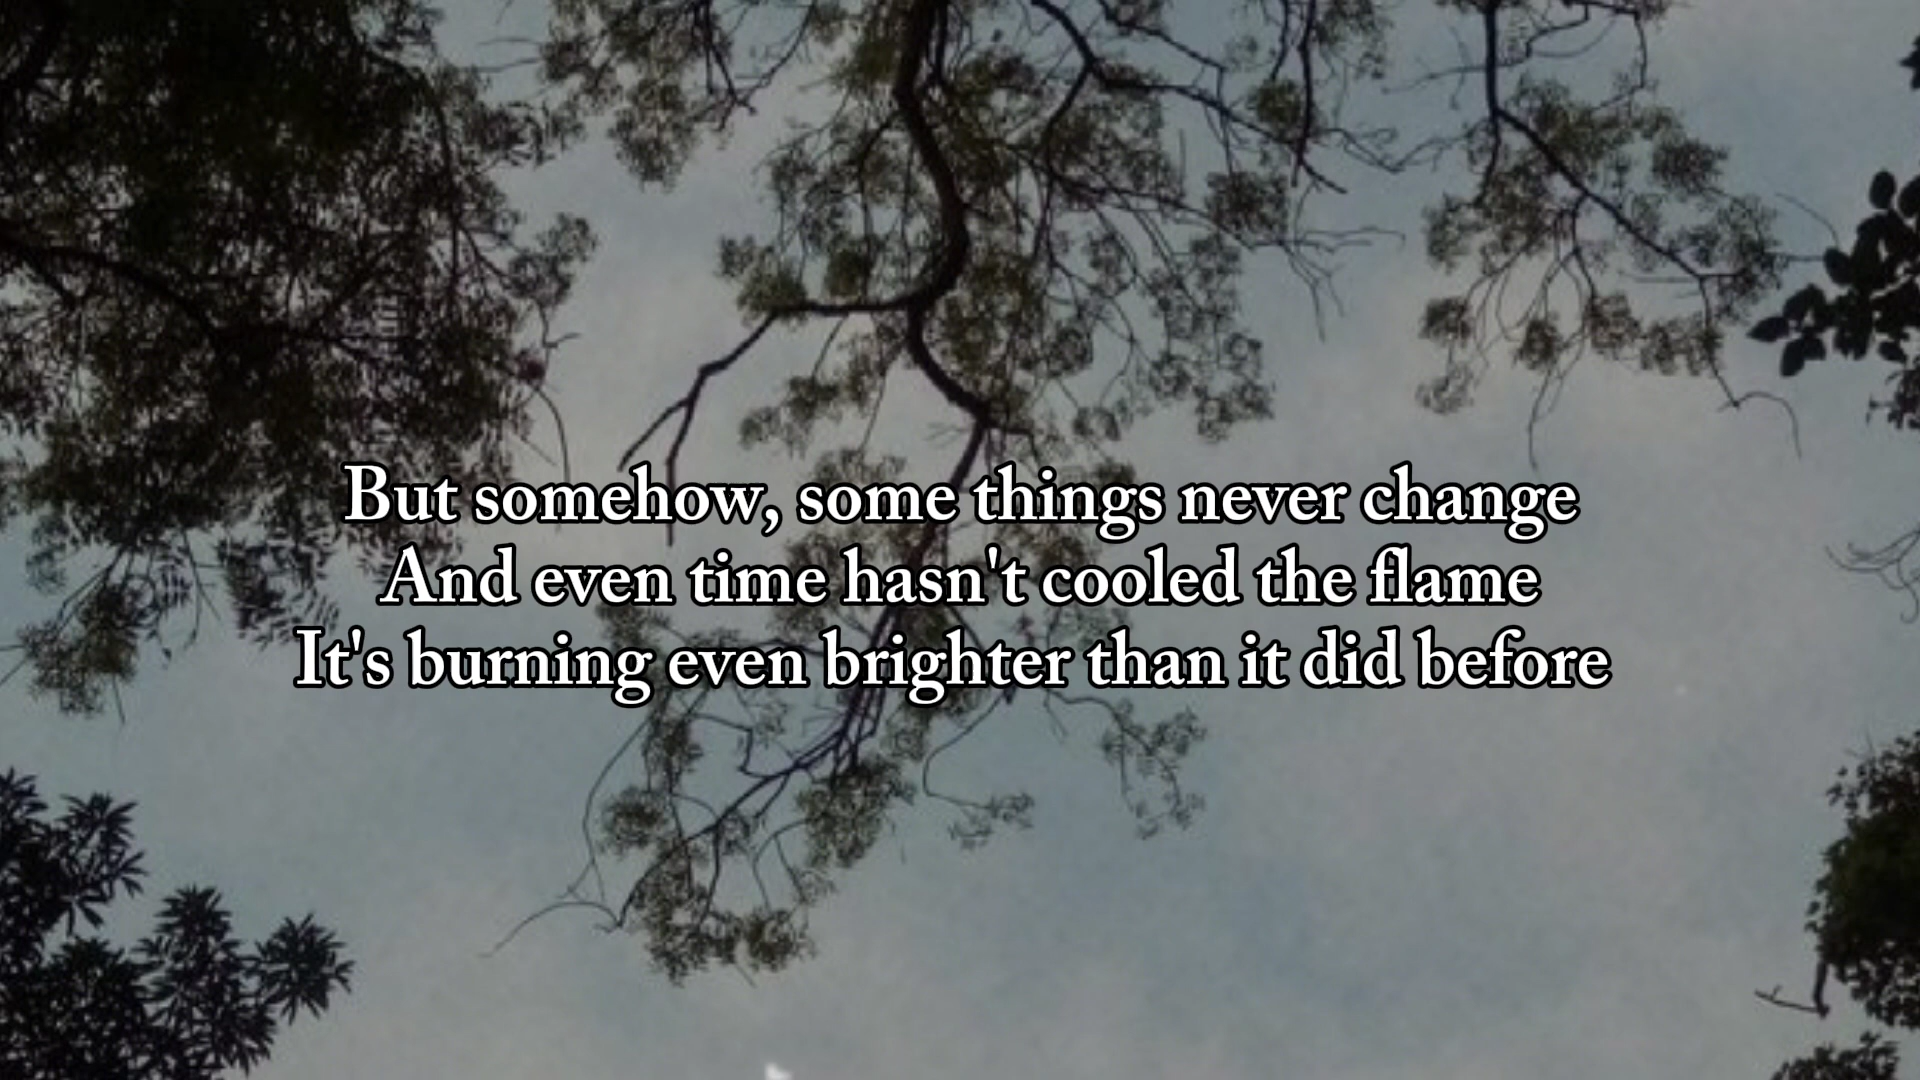 But somehow, some things never change
And even time hasn't cooled the flame
It's burning even brighter than it did before